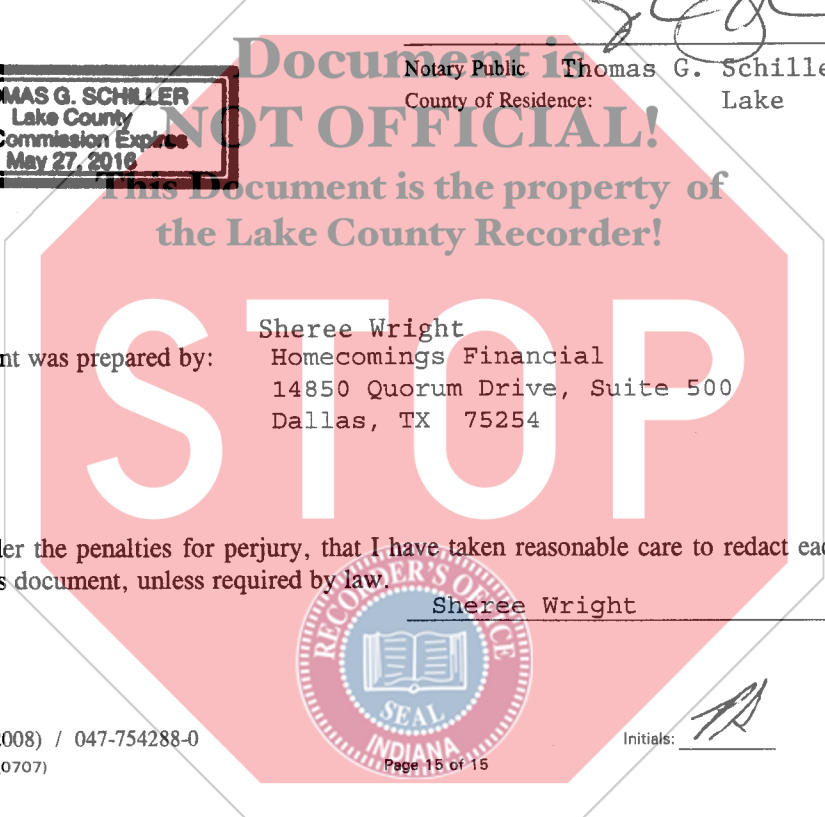 Document is
Notary Public Thomas G. Schille
County of Residence: Lake
MAS G. SCHILLER
Lake County
Commission Expires
May 27, 2016
NOT OFFICIAL!
This Document is the property of
the Lake County Recorder!
STOP
Sheree Wright
nt was prepared by: Homecomings Financial
14850 Quorum Drive, Suite 500
Dallas, TX 75254
er the penalties for perjury, that I have taken reasonable care to redact eac
s document, unless required by law.
Sheree Wright
RECORDER'S OFFICE
SEAL
INDIANA
008) / 047-754288-0
Initials:
0707)
Page 15 of 15